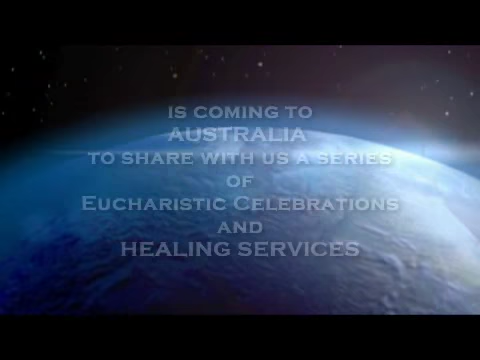 IS COMING TO
AUSTRALIA
TO SHARE WITH US A SERIES
OF
EUCHARISTIC CELEBRATIONS
AND
HEALING SERVICES